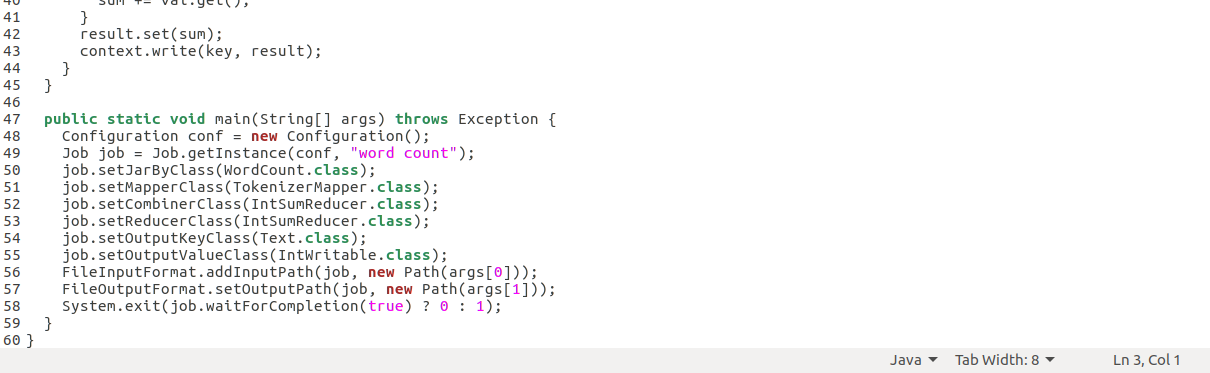 40         sum += val.get();
41       }
42       result.set(sum);
43       context.write(key, result);
44     }
45   }
46
47   public static void main(String[] args) throws Exception {
48     Configuration conf = new Configuration();
49     Job job = Job.getInstance(conf, "word count");
50     job.setJarByClass(WordCount.class);
51     job.setMapperClass(TokenizerMapper.class);
52     job.setCombinerClass(IntSumReducer.class);
53     job.setReducerClass(IntSumReducer.class);
54     job.setOutputKeyClass(Text.class);
55     job.setOutputValueClass(IntWritable.class);
56     FileInputFormat.addInputPath(job, new Path(args[0]));
57     FileOutputFormat.setOutputPath(job, new Path(args[1]));
58     System.exit(job.waitForCompletion(true) ? 0 : 1);
59   }
60 }
Java Tab Width: 8 Ln 3, Col 1